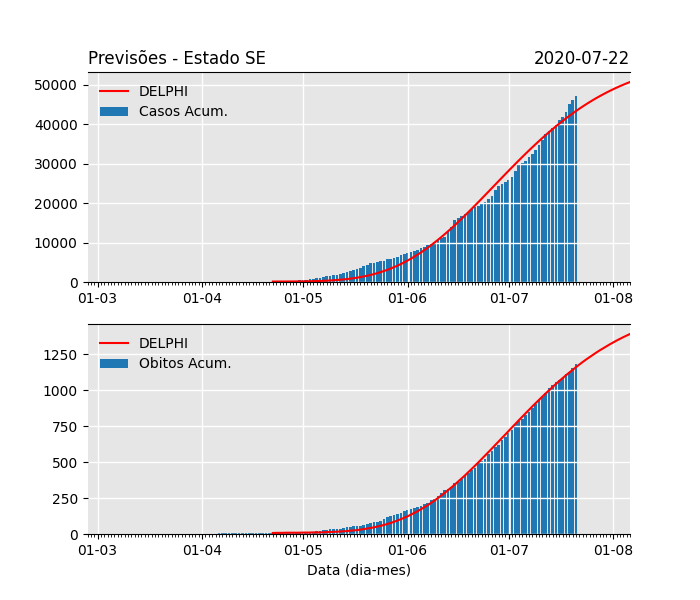 Previsões - Estado SE
2020-07-22
50000
40000
30000
20000
10000
0
DELPHI
Casos Acum.
01-03 01-04 01-05 01-06 01-07 01-08
1250
1000
750
500
250
0
DELPHI
Obitos Acum.
01-03 01-04 01-05 01-06 01-07 01-08
Data (dia-mes)